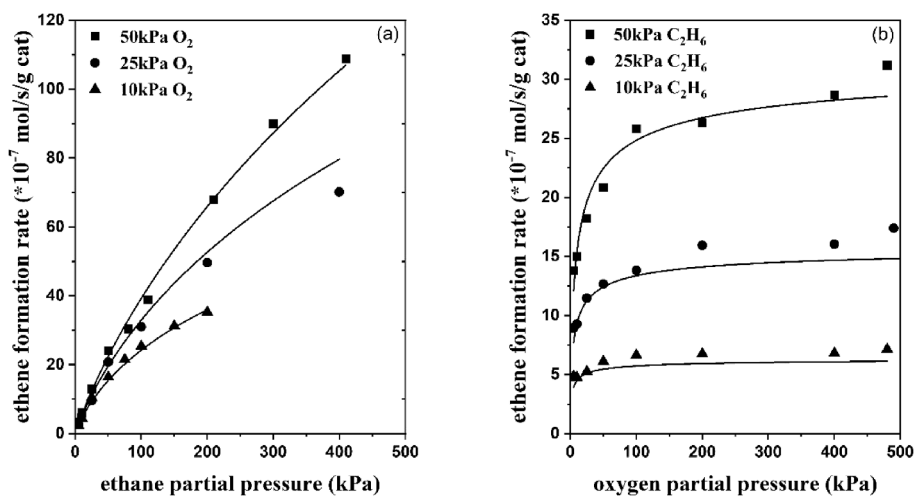 (a)
50kPa O₂
25kPa O₂
10kPa O₂
120
100
80
60
40
20
0
0 100 200 300 400 500
ethene formation rate (*10⁻⁷ mol/s/g cat)
ethane partial pressure (kPa)
(b)
50kPa C₂H₆
25kPa C₂H₆
10kPa C₂H₆
35
30
25
20
15
10
5
0
0 100 200 300 400 500
ethene formation rate (*10⁻⁷ mol/s/g cat)
oxygen partial pressure (kPa)